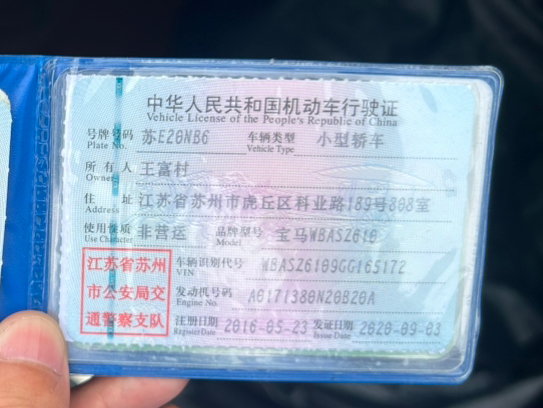 中华人民共和国机动车行驶证
Vehicle License of the People's Republic of China
号牌号码 苏E20NB6 车辆类型 小型轿车
Plate No. Vehicle Type
所有人 王富村
Owner
住址 江苏省苏州市虎丘区科业路189号808室
Address
使用性质 非营运 品牌型号 宝马WBASZ610
Use Character Model
江苏省苏州 车辆识别代号 WBASZ6109GG165172
VIN
市公安局交 发动机号码 A0171380N20B20A
Engine No.
通警察支队 注册日期 2016-05-23 发证日期 2020-09-03
Register Date Issue Date